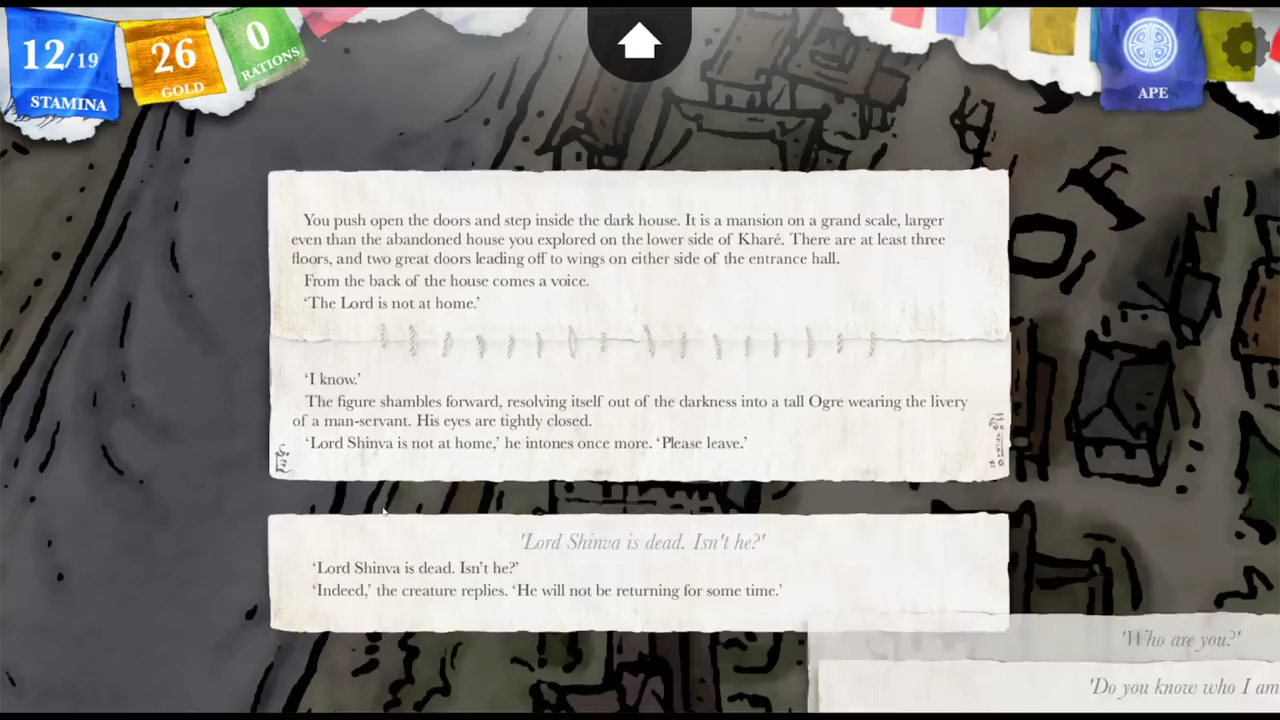 12/19
STAMINA
26
GOLD
0
RATIONS
APE
You push open the doors and step inside the dark house. It is a mansion on a grand scale, larger
even than the abandoned house you explored on the lower side of Kharé. There are at least three
floors, and two great doors leading off to wings on either side of the entrance hall.
From the back of the house comes a voice.
‘The Lord is not at home.’
‘I know.’
The figure shambles forward, resolving itself out of the darkness into a tall Ogre wearing the livery
of a man-servant. His eyes are tightly closed.
‘Lord Shinva is not at home,’ he intones once more. ‘Please leave.’
'Lord Shinva is dead. Isn't he?'
‘Lord Shinva is dead. Isn’t he?’
‘Indeed,’ the creature replies. ‘He will not be returning for some time.’
'Who are you?'
'Do you know who I am